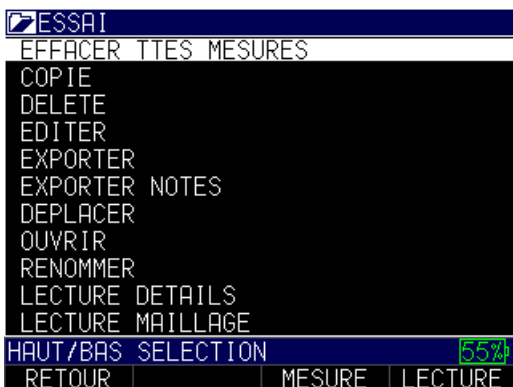 ESSAI
EFFACER TTES MESURES
COPIE
DELETE
EDITER
EXPORTER
EXPORTER NOTES
DEPLACER
OUVRIR
RENOMMER
LECTURE DETAILS
LECTURE MAILLAGE
HAUT/BAS SELECTION 55%
RETOUR MESURE LECTURE